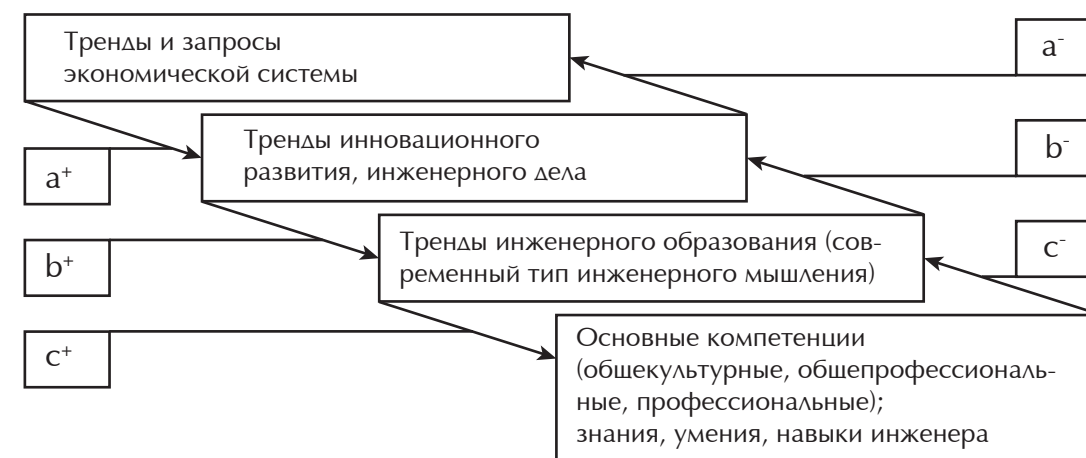 Тренды и запросы
экономической системы
a⁻
Тренды инновационного
развития, инженерного дела
b⁻
a⁺
Тренды инженерного образования (сов-
ременный тип инженерного мышления)
c⁻
b⁺
Основные компетенции
(общекультурные, общепрофессиональ-
ные, профессиональные);
знания, умения, навыки инженера
c⁺